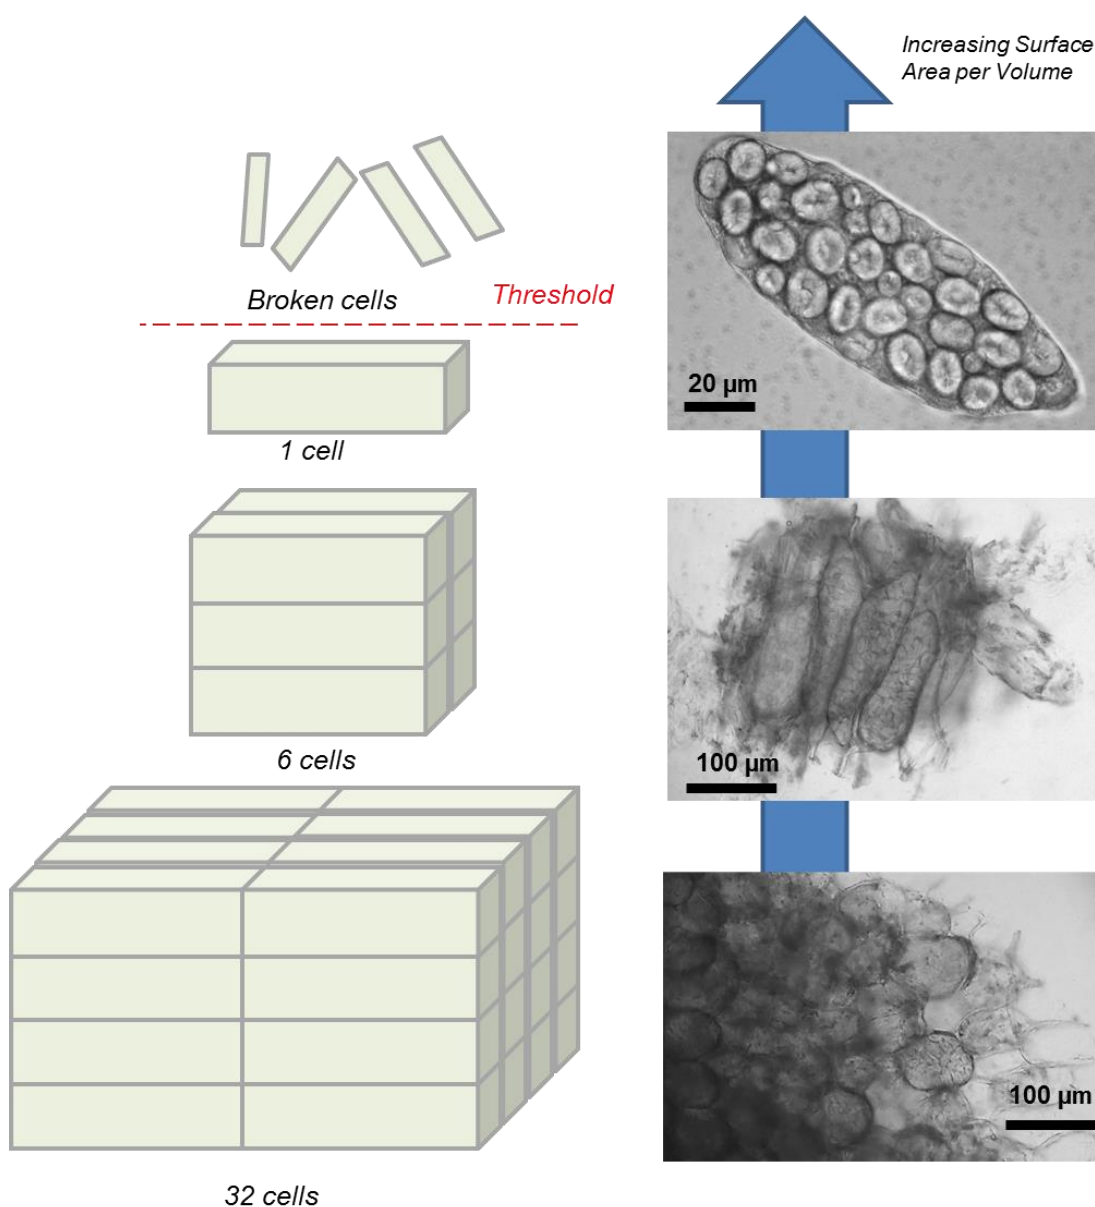 Increasing Surface
Area per Volume
Broken cells
Threshold
20 µm
1 cell
100 µm
6 cells
100 µm
32 cells